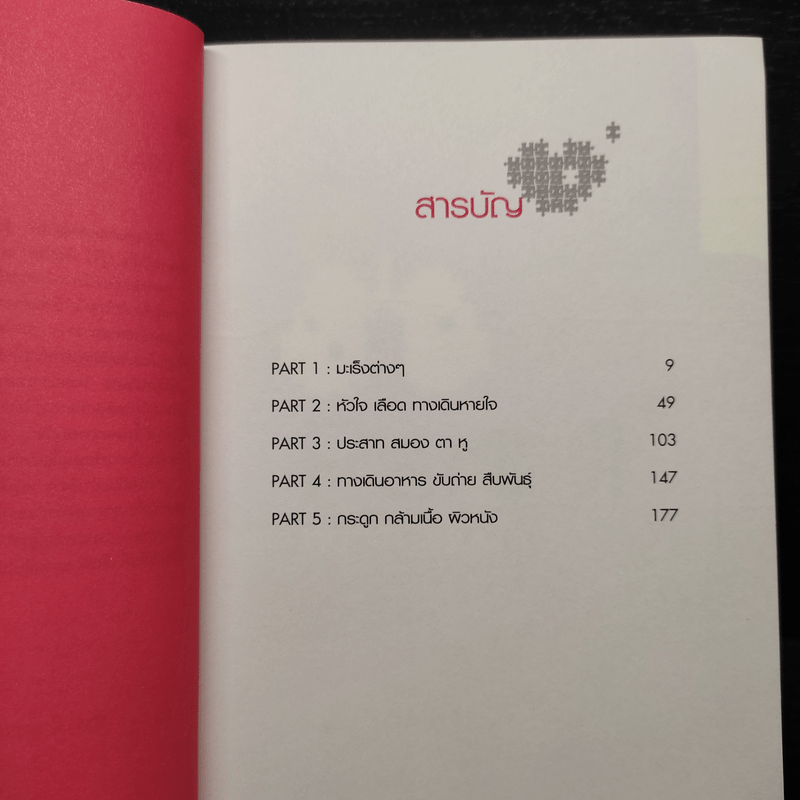 สารบัญ
PART 1 : มะเร็งต่างๆ 9
PART 2 : หัวใจ เลือด ทางเดินหายใจ 49
PART 3 : ประสาท สมอง ตา หู 103
PART 4 : ทางเดินอาหาร ขับถ่าย สืบพันธุ์ 147
PART 5 : กระดูก กล้ามเนื้อ ผิวหนัง 177